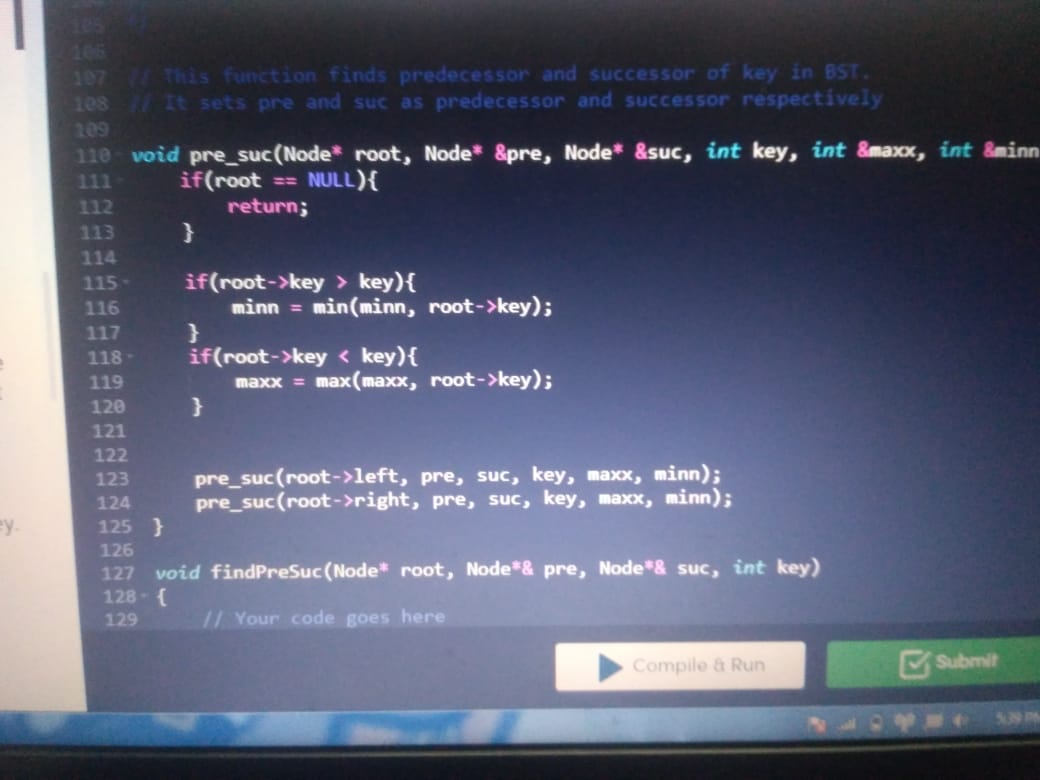 105 */
106
107 // This function finds predecessor and successor of key in BST.
108 // It sets pre and suc as predecessor and successor respectively
109
110 void pre_suc(Node* root, Node* &pre, Node* &suc, int key, int &maxx, int &minn
111 if(root == NULL){
112 return;
113 }
114
115 if(root->key > key){
116 minn = min(minn, root->key);
117 }
118 if(root->key < key){
119 maxx = max(maxx, root->key);
120 }
121
122
123 pre_suc(root->left, pre, suc, key, maxx, minn);
124 pre_suc(root->right, pre, suc, key, maxx, minn);
125 }
126
127 void findPreSuc(Node* root, Node*& pre, Node*& suc, int key)
128 {
129 // Your code goes here
ey.
Compile & Run
Submit
5:39 PM